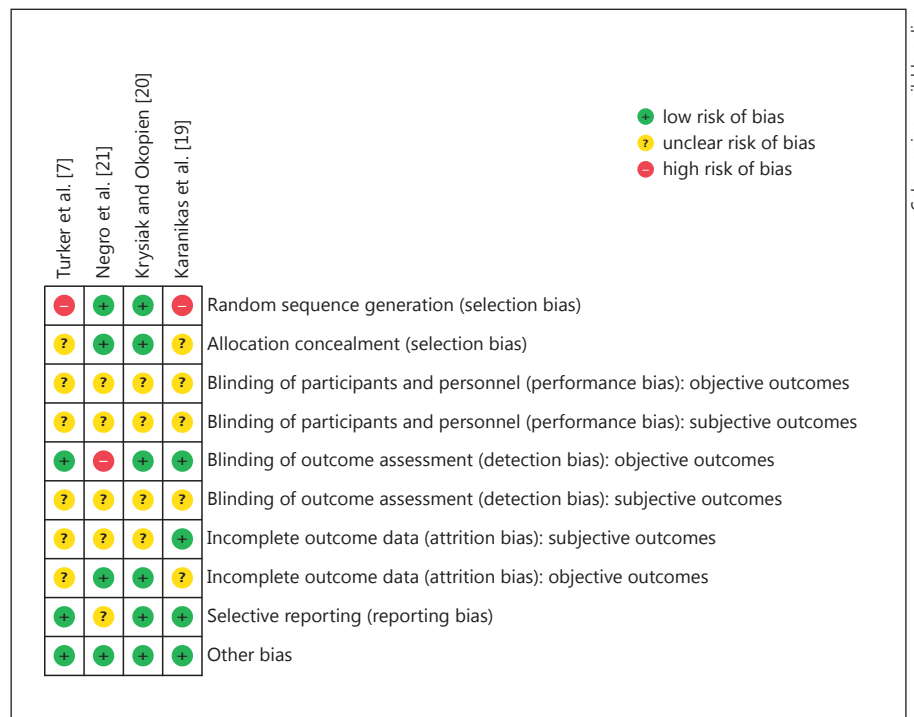 Turker et al. [7]
Negro et al. [21]
Krysiak and Okopien [20]
Karanikas et al. [19]
+ low risk of bias
? unclear risk of bias
– high risk of bias
– + + – Random sequence generation (selection bias)
? + + ? Allocation concealment (selection bias)
? ? ? ? Blinding of participants and personnel (performance bias): objective outcomes
? ? ? ? Blinding of participants and personnel (performance bias): subjective outcomes
+ – + + Blinding of outcome assessment (detection bias): objective outcomes
? ? ? ? Blinding of outcome assessment (detection bias): subjective outcomes
? ? ? + Incomplete outcome data (attrition bias): subjective outcomes
? + + ? Incomplete outcome data (attrition bias): objective outcomes
+ ? + + Selective reporting (reporting bias)
+ + + + Other bias